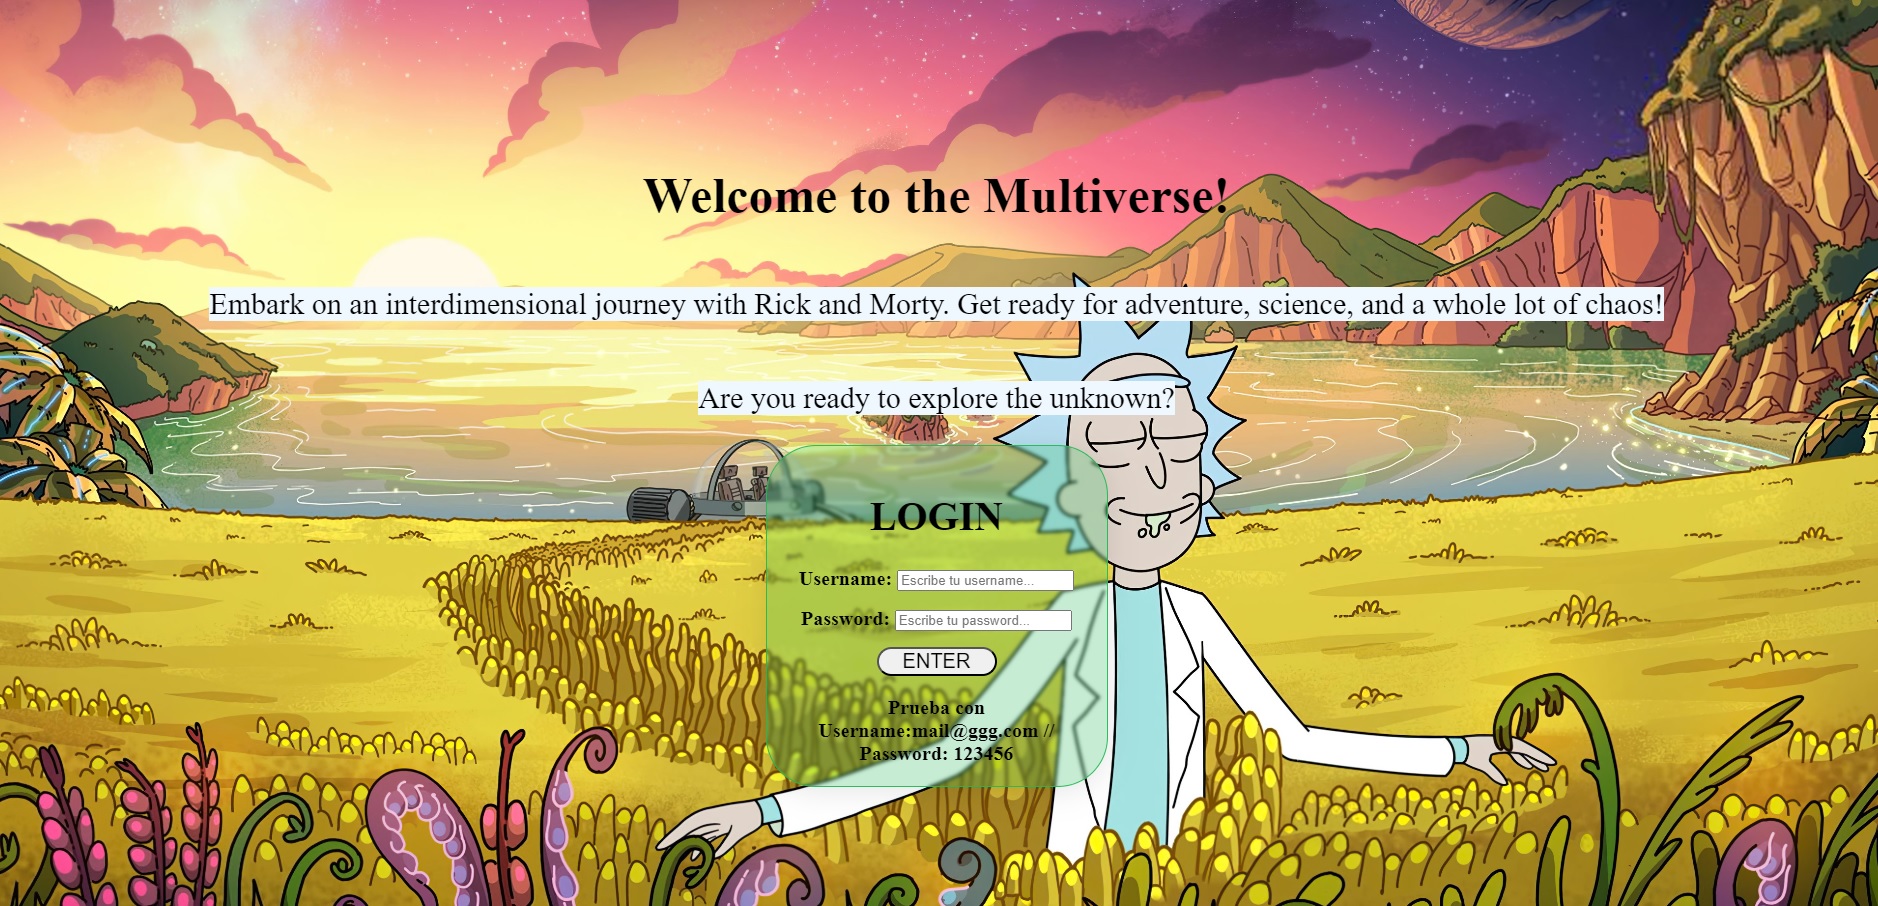 Welcome to the Multiverse!
Embark on an interdimensional journey with Rick and Morty. Get ready for adventure, science, and a whole lot of chaos!
Are you ready to explore the unknown?
LOGIN
Username: Escribe tu username...
Password: Escribe tu password...
ENTER
Prueba con
Username:mail@ggg.com //
Password: 123456